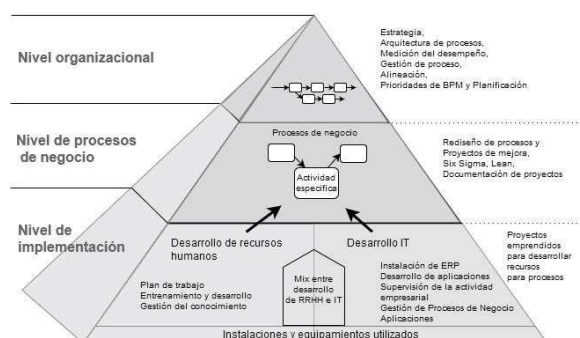 Nivel organizacional
Estrategia,
Arquitectura de procesos,
Medición del desempeño,
Gestión de proceso,
Alineación,
Prioridades de BPM y Planificación
Nivel de procesos
de negocio
Procesos de negocio
Actividad
especifica
Rediseño de procesos y
Proyectos de mejora,
Six Sigma, Lean,
Documentación de proyectos
Nivel de
implementación
Desarrollo de recursos
humanos
Desarrollo IT
Proyectos
emprendidos
para desarrollar
recursos
para procesos
Plan de trabajo
Entrenamiento y desarrollo
Gestión del conocimiento
Mix entre
desarrollo
de RRHH e IT
Instalación de ERP
Desarrollo de aplicaciones
Supervisión de la actividad
empresarial
Gestión de Procesos de Negocio
Aplicaciones
Instalaciones y equipamientos utilizados